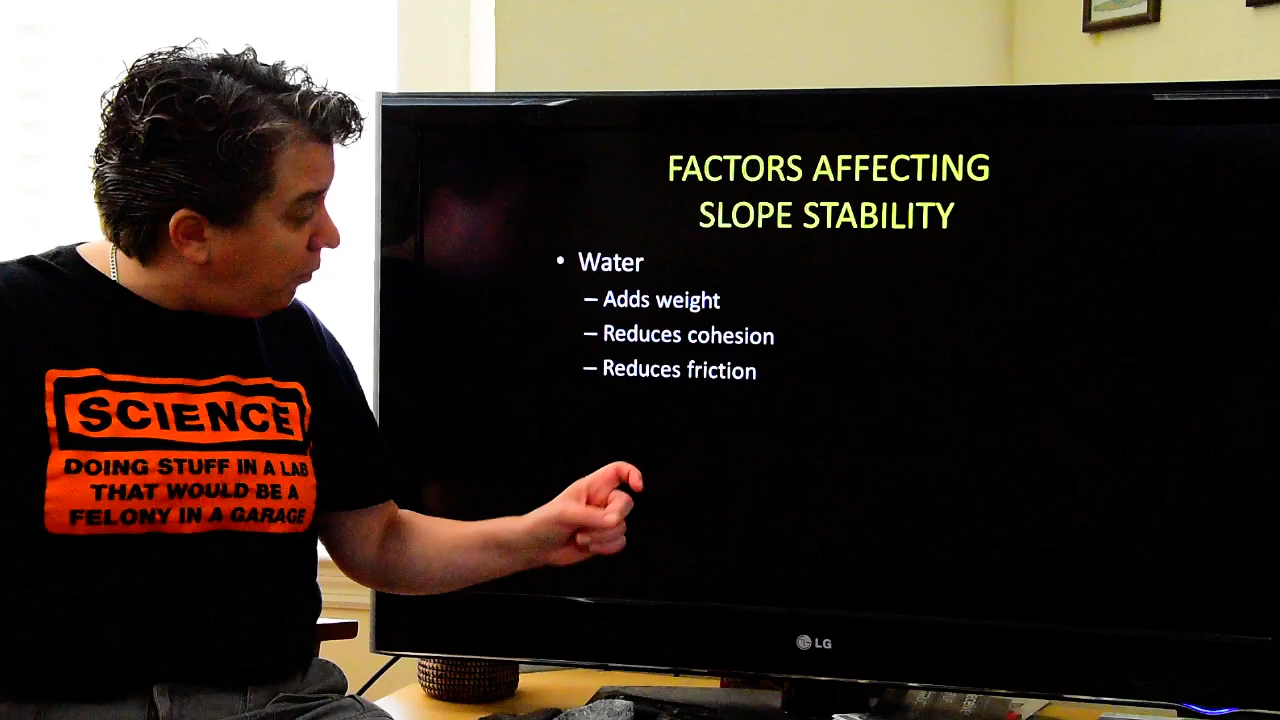 FACTORS AFFECTING
SLOPE STABILITY
• Water
– Adds weight
– Reduces cohesion
– Reduces friction
SCIENCE
DOING STUFF IN A LAB
THAT WOULD BE A
FELONY IN A GARAGE
LG